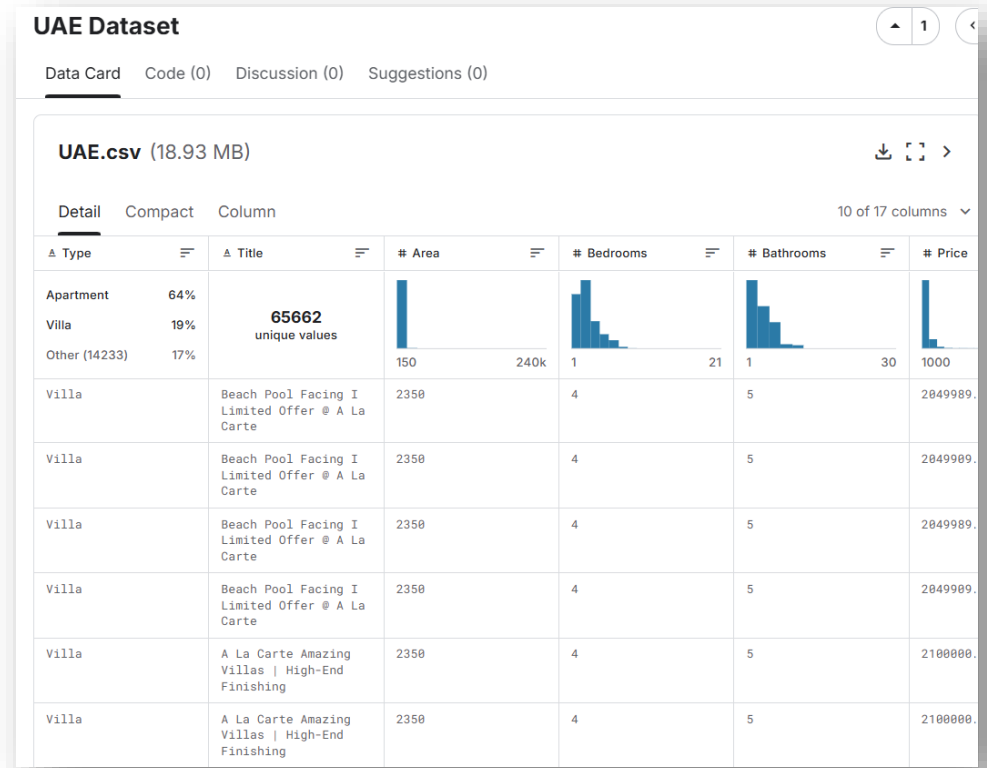 UAE Dataset
1
Data Card Code (0) Discussion (0) Suggestions (0)
UAE.csv (18.93 MB)
Detail Compact Column 10 of 17 columns
A Type A Title # Area # Bedrooms # Bathrooms # Price
Apartment 64%
Villa 19%
Other (14233) 17%
65662
unique values
150 240k 1 21 1 30 1000
Villa Beach Pool Facing I 2350 4 5 2049989.
Limited Offer @ A La
Carte
Villa Beach Pool Facing I 2350 4 5 2049909.
Limited Offer @ A La
Carte
Villa Beach Pool Facing I 2350 4 5 2049989.
Limited Offer @ A La
Carte
Villa Beach Pool Facing I 2350 4 5 2049909.
Limited Offer @ A La
Carte
Villa A La Carte Amazing 2350 4 5 2100000.
Villas | High-End
Finishing
Villa A La Carte Amazing 2350 4 5 2100000.
Villas | High-End
Finishing